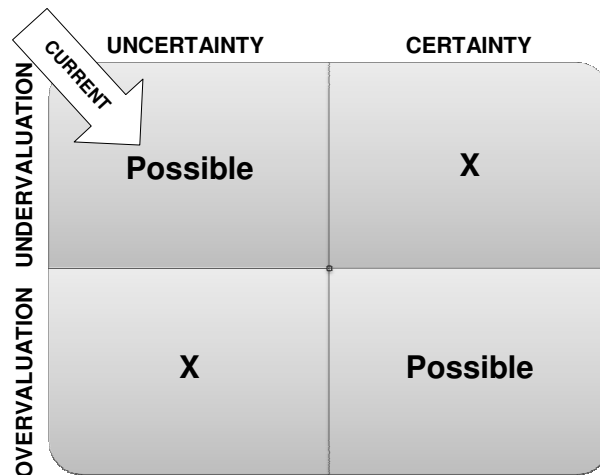 UNCERTAINTY
CERTAINTY
CURRENT
UNDERVALUATION
Possible
X
OVERVALUATION
X
Possible